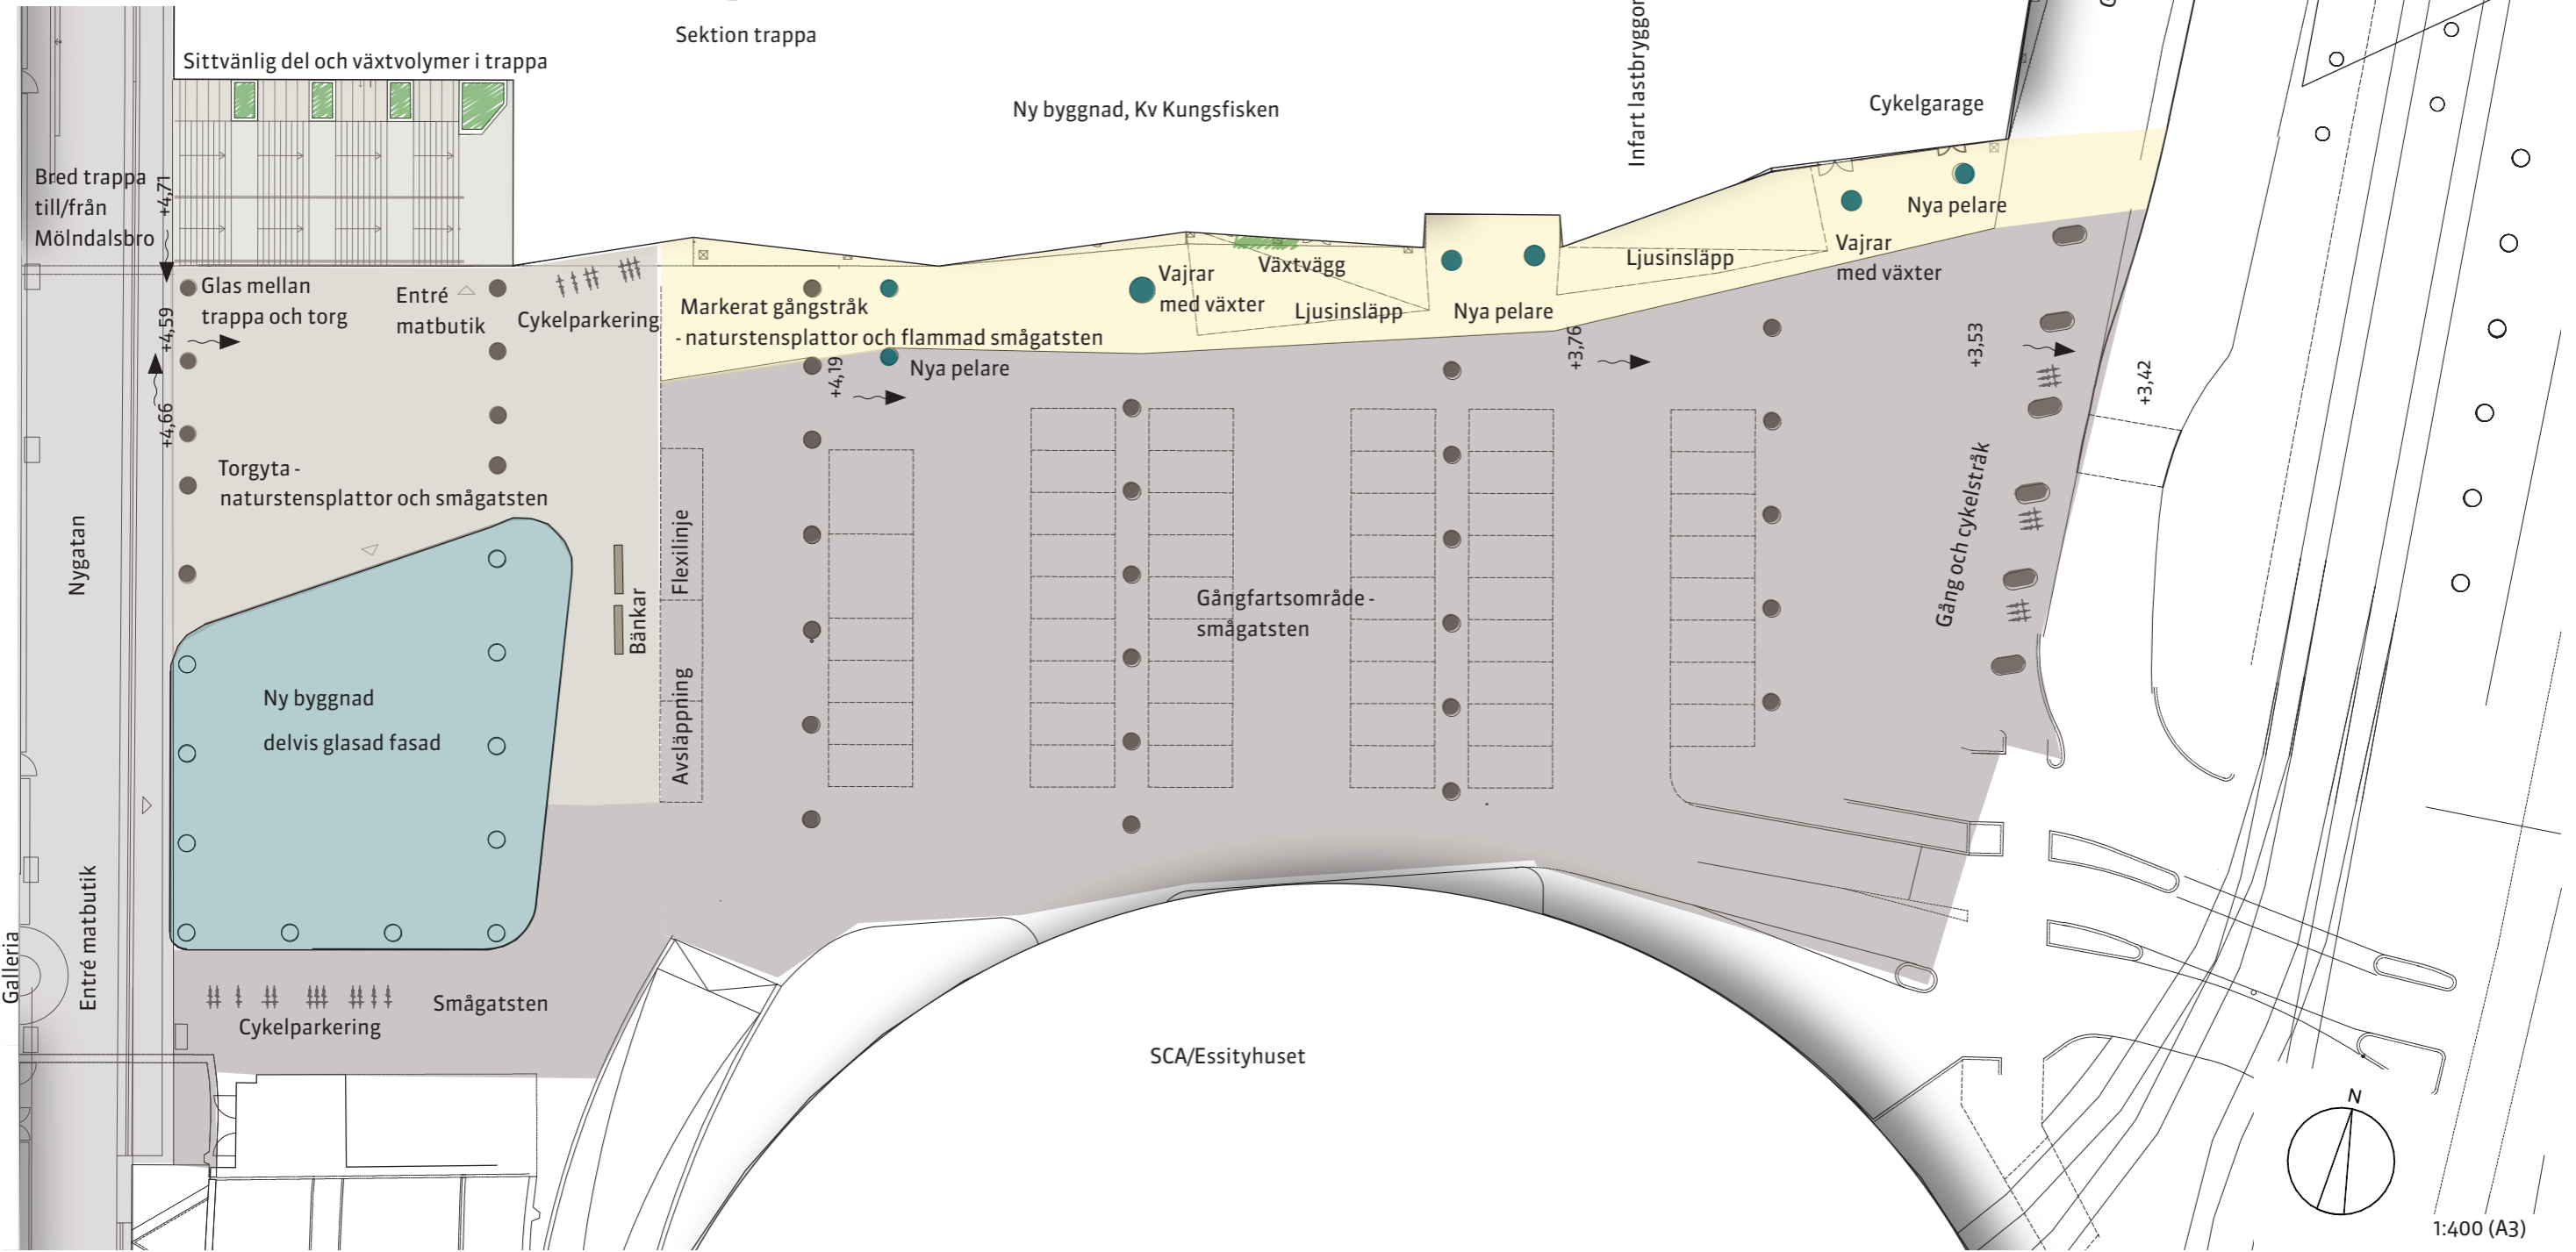 Sektion trappa
Sittvänlig del och växtvolymer i trappa
Ny byggnad, Kv Kungsfisken
Infart lastbryggor
Cykelgarage
Bred trappa
till/från
Mölndalsbro
+4,71
+4,59
+4,66
Glas mellan
trappa och torg
Entré
matbutik
Cykelparkering
Markerat gångstråk
- naturstensplattor och flammad smågatsten
Vajrar
med växter
Växtvägg
Ljusinsläpp
Nya pelare
Ljusinsläpp
Vajrar
med växter
Nya pelare
+4,19
Nya pelare
+3,76
+3,53
+3,42
Torgyta -
naturstensplattor och smågatsten
Nygatan
Flexilinje
Bänkar
Avsläppning
Gångfartsområde -
smågatsten
Gång och cykelstråk
Ny byggnad
delvis glasad fasad
Galleria
Entré matbutik
Smågatsten
Cykelparkering
SCA/Essityhuset
N
1:400 (A3)